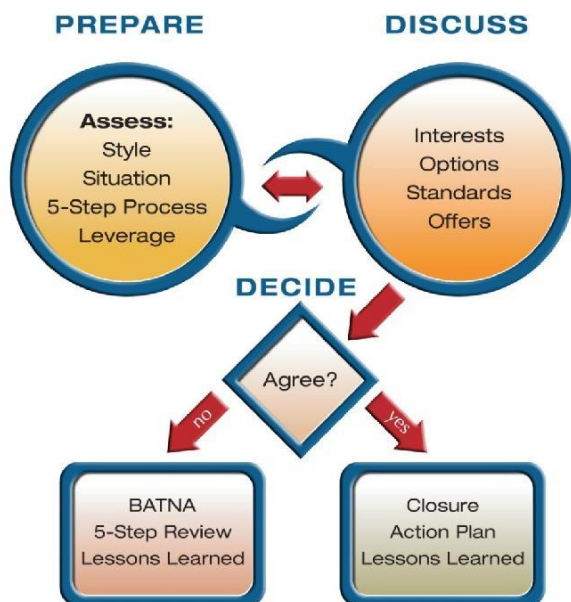 PREPARE
DISCUSS
Assess:
Style
Situation
5-Step Process
Leverage
Interests
Options
Standards
Offers
DECIDE
Agree?
no
yes
BATNA
5-Step Review
Lessons Learned
Closure
Action Plan
Lessons Learned